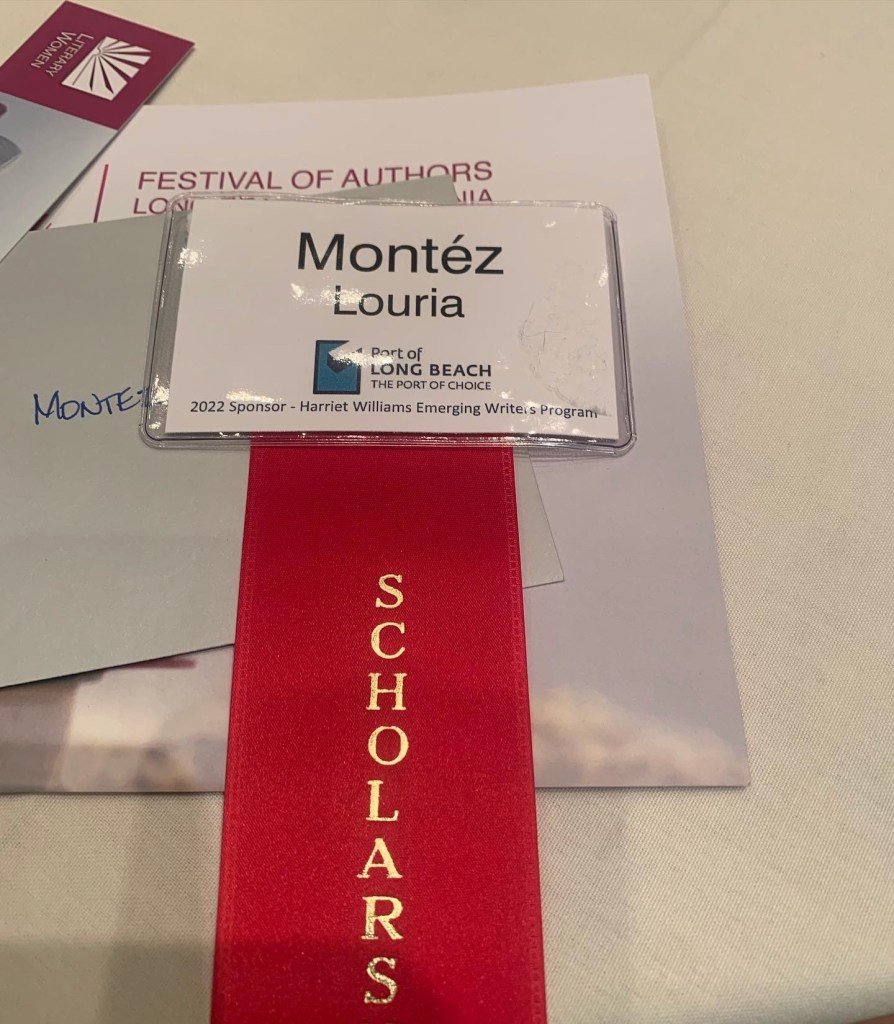 LITERARY
WOMEN
FESTIVAL OF AUTHORS
Montéz
Louria
Port of
LONG BEACH
THE PORT OF CHOICE
2022 Sponsor - Harriet Williams Emerging Writers Program
MONTEZ
SCHOLARS